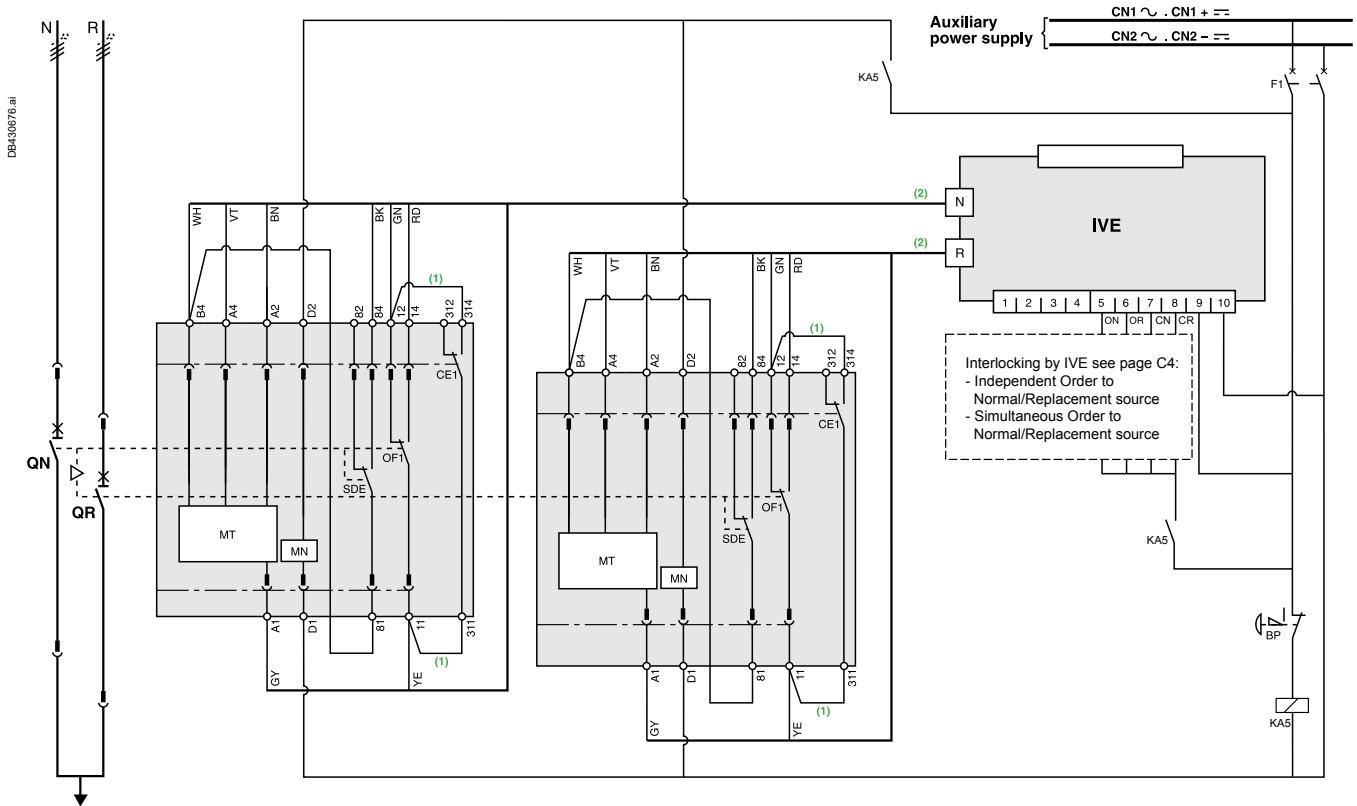 DB430676.ai
N
R
Auxiliary
power supply
CN1 ∿ . CN1 + ⎓
CN2 ∿ . CN2 – ⎓
KA5
F1
IVE
(2)
N
(2)
R
1 2 3 4 5 6 7 8 9 10
ON OR CN CR
Interlocking by IVE see page C4:
- Independent Order to
Normal/Replacement source
- Simultaneous Order to
Normal/Replacement source
KA5
BP
KA5
QN
QR
WH VT BN BK GN RD
(1)
B4 A4 A2 D2 82 84 12 14 312 314
CE1
OF1
SDE
MT
MN
A1 D1 81 11 311
(1)
GY YE
WH VT BN BK GN RD
(1)
B4 A4 A2 D2 82 84 12 14 312 314
CE1
OF1
SDE
MT
MN
A1 D1 81 11 311
(1)
GY YE